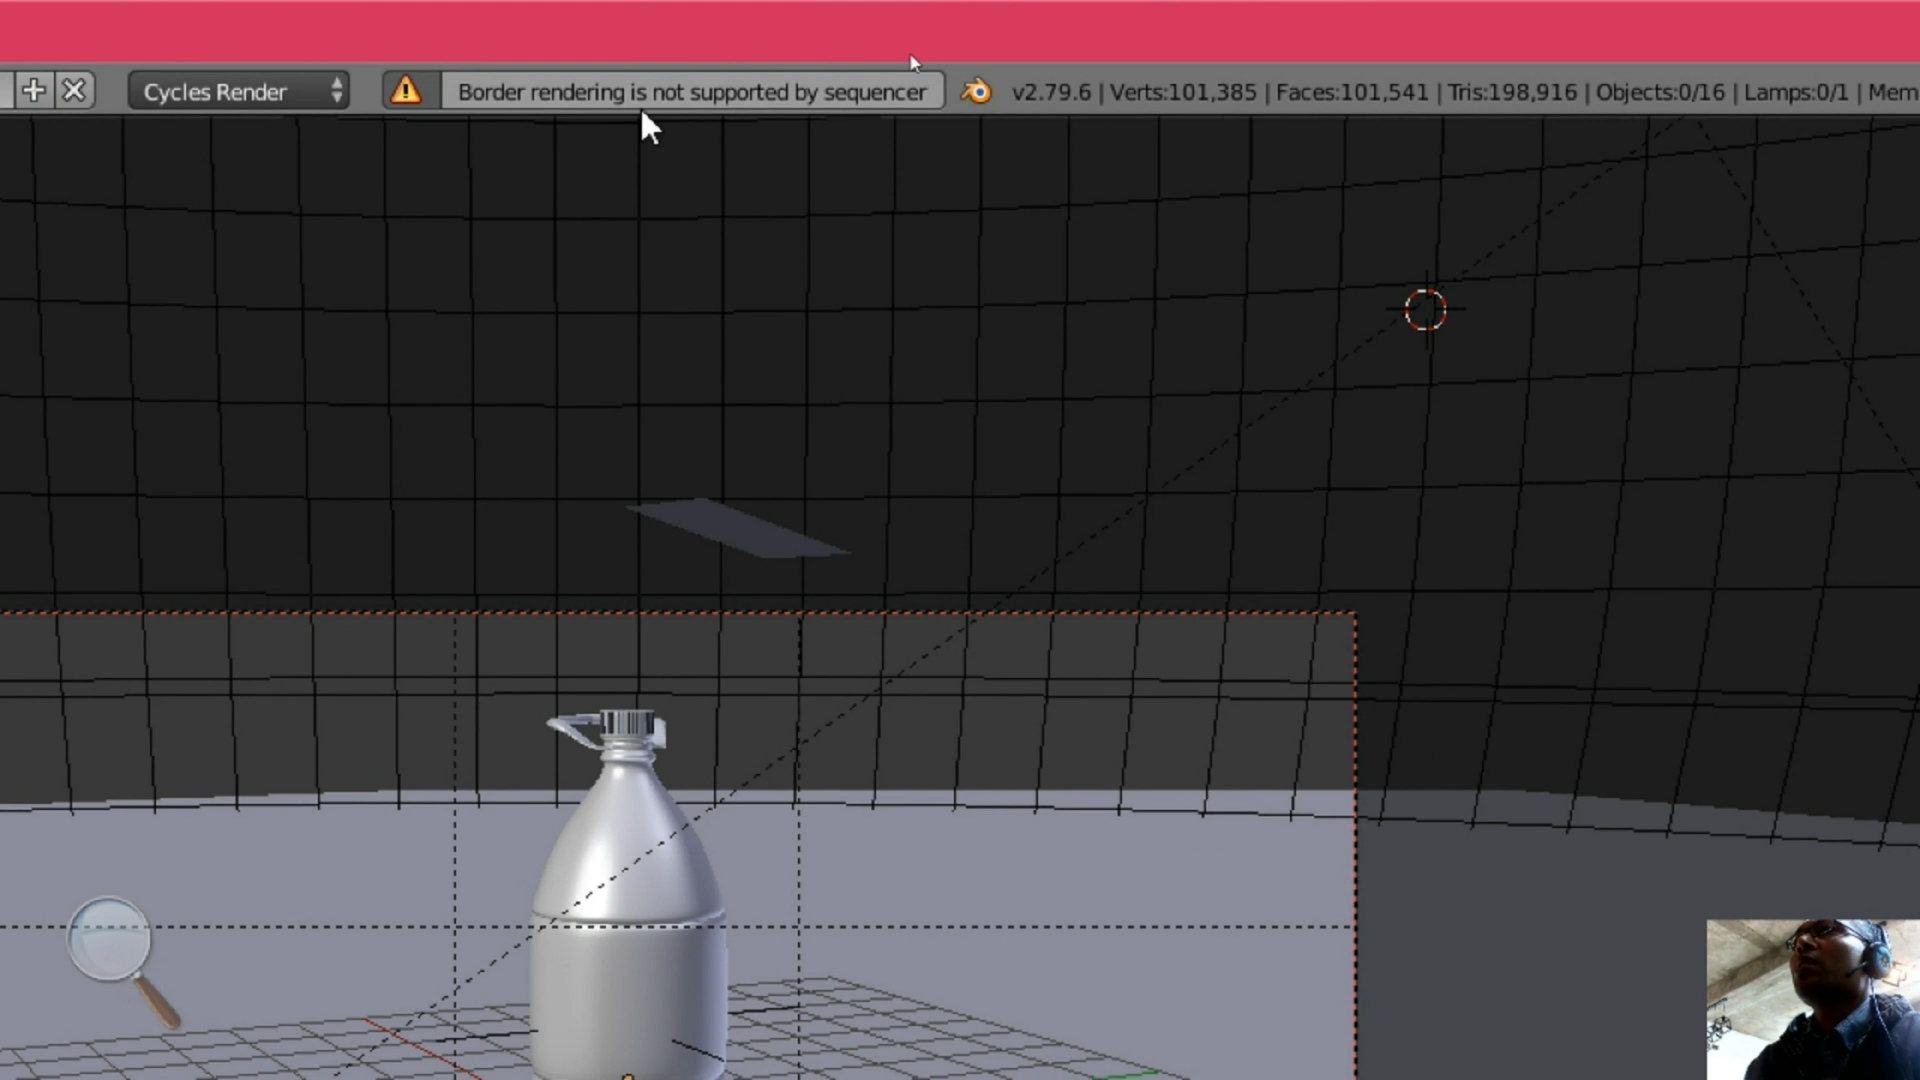 Cycles Render
Border rendering is not supported by sequencer
v2.79.6 | Verts:101,385 | Faces:101,541 | Tris:198,916 | Objects:0/16 | Lamps:0/1 | Mem